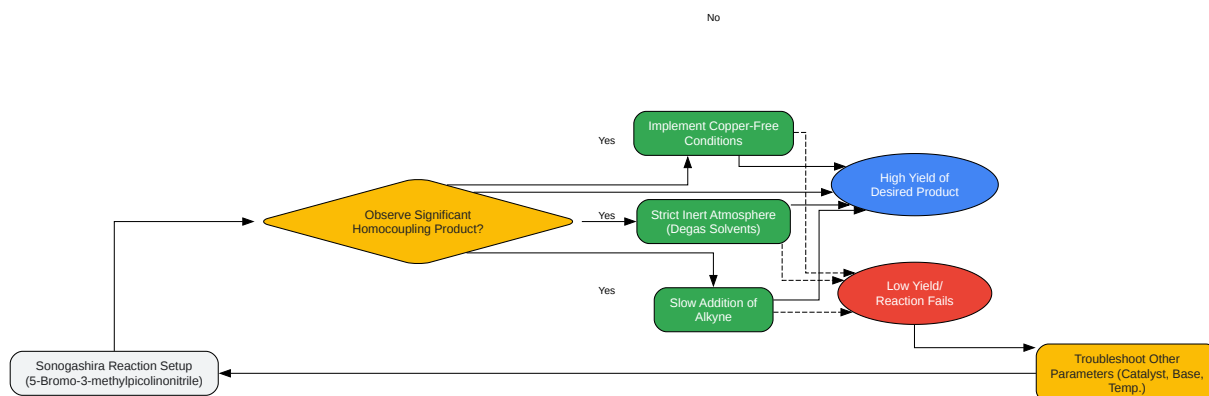 No
Implement Copper-Free
Conditions
Yes
High Yield of
Desired Product
Observe Significant
Homocoupling Product?
Yes
Strict Inert Atmosphere
(Degas Solvents)
Yes
Slow Addition of
Alkyne
Low Yield/
Reaction Fails
Sonogashira Reaction Setup
(5-Bromo-3-methylpicolinonitrile)
Troubleshoot Other
Parameters (Catalyst, Base,
Temp.)